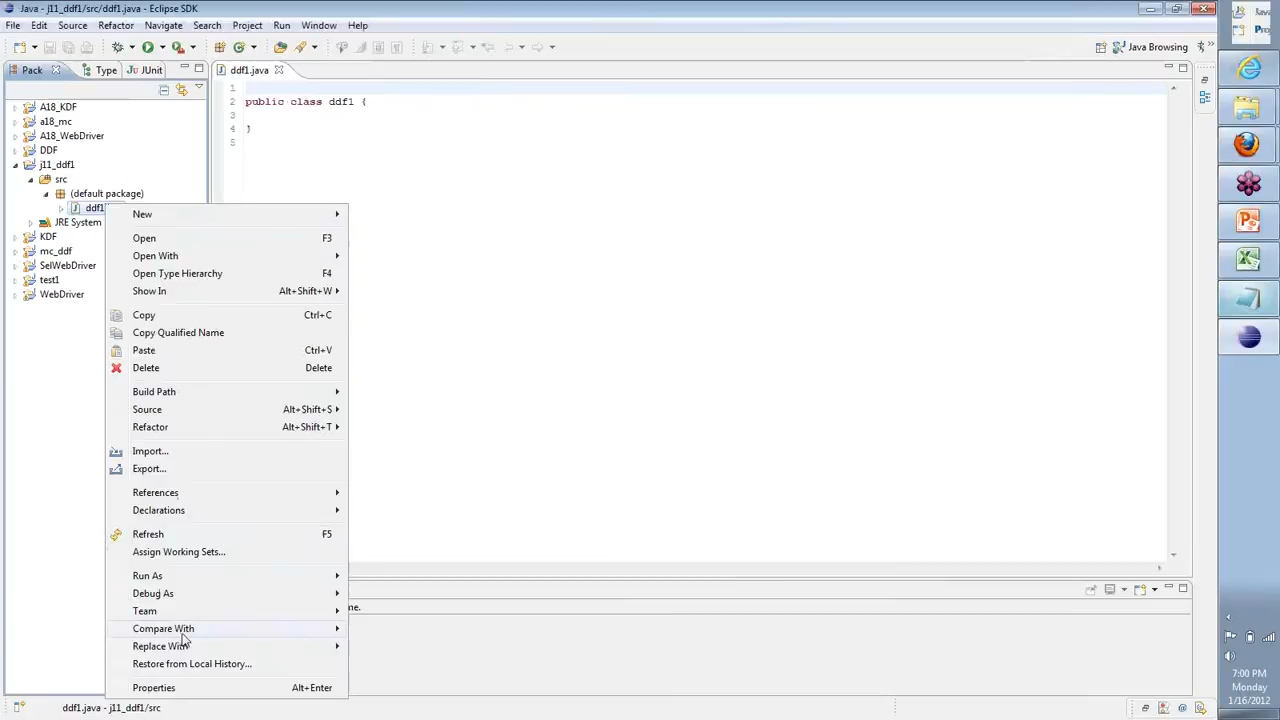 Java - j11_ddf1/src/ddf1.java - Eclipse SDK
File Edit Source Refactor Navigate Search Project Run Window Help
Java Browsing
Pack Type JUnit
ddf1.java
A18_KDF
a18_mc
A18_WebDriver
DDF
j11_ddf1
src
(default package)
ddf1
JRE System
KDF
mc_ddf
SelWebDriver
test1
WebDriver
1
2 public class ddf1 {
3
4 }
5
New
Open F3
Open With
Open Type Hierarchy F4
Show In Alt+Shift+W
Copy Ctrl+C
Copy Qualified Name
Paste Ctrl+V
Delete Delete
Build Path
Source Alt+Shift+S
Refactor Alt+Shift+T
Import...
Export...
References
Declarations
Refresh F5
Assign Working Sets...
Run As
Debug As
Team
Compare With
Replace With
Restore from Local History...
Properties Alt+Enter
ddf1.java - j11_ddf1/src
7:00 PM
Monday
1/16/2012